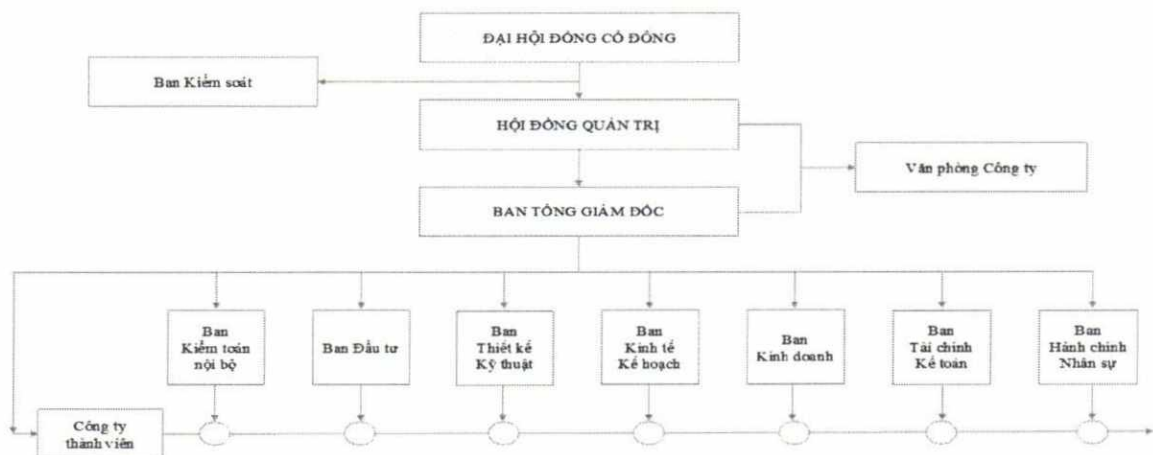 ĐẠI HỘI ĐỒNG CỔ ĐÔNG
Ban Kiểm soát
HỘI ĐỒNG QUẢN TRỊ
Văn phòng Công ty
BAN TỔNG GIÁM ĐỐC
Ban
Kiểm toán
nội bộ
Ban Đầu tư
Ban
Thiết kế
Kỹ thuật
Ban
Kinh tế
Kế hoạch
Ban
Kinh doanh
Ban
Tài chính
Kế toán
Ban
Hành chính
Nhân sự
Công ty
thành viên